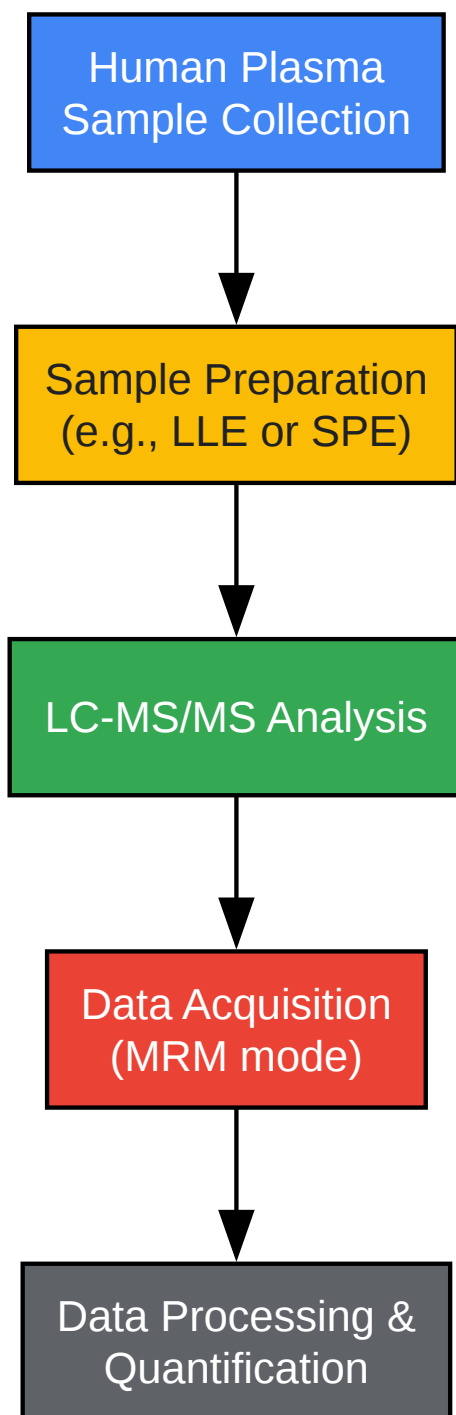 Human Plasma
Sample Collection
Sample Preparation
(e.g., LLE or SPE)
LC-MS/MS Analysis
Data Acquisition
(MRM mode)
Data Processing &
Quantification